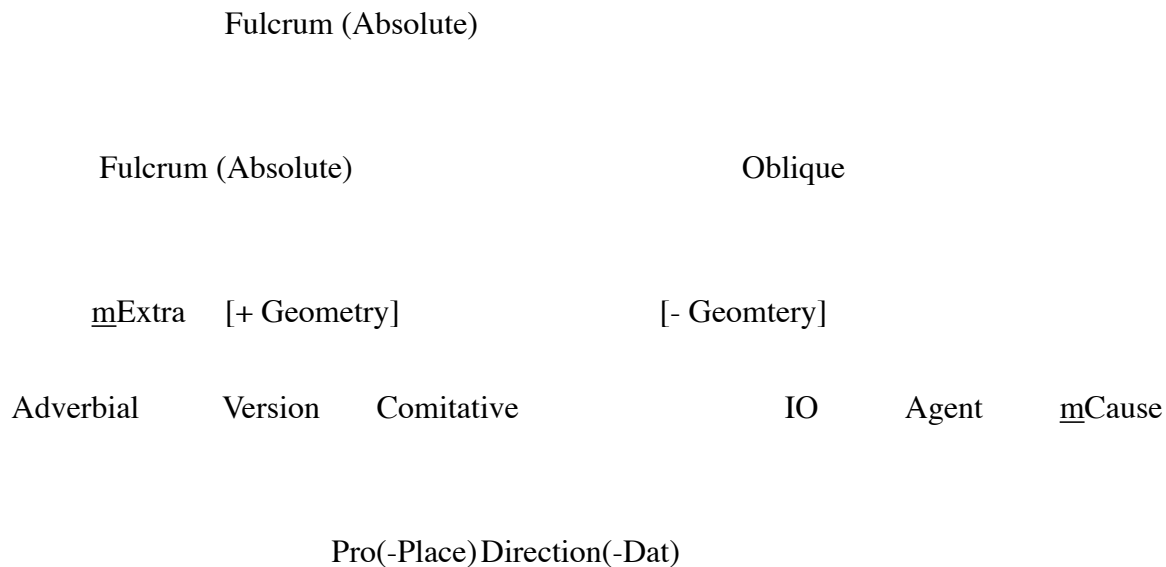 Fulcrum (Absolute)
Fulcrum (Absolute) Oblique
mExtra [+ Geometry] [- Geomtery]
Adverbial Version Comitative IO Agent mCause
Pro(-Place) Direction(-Dat)